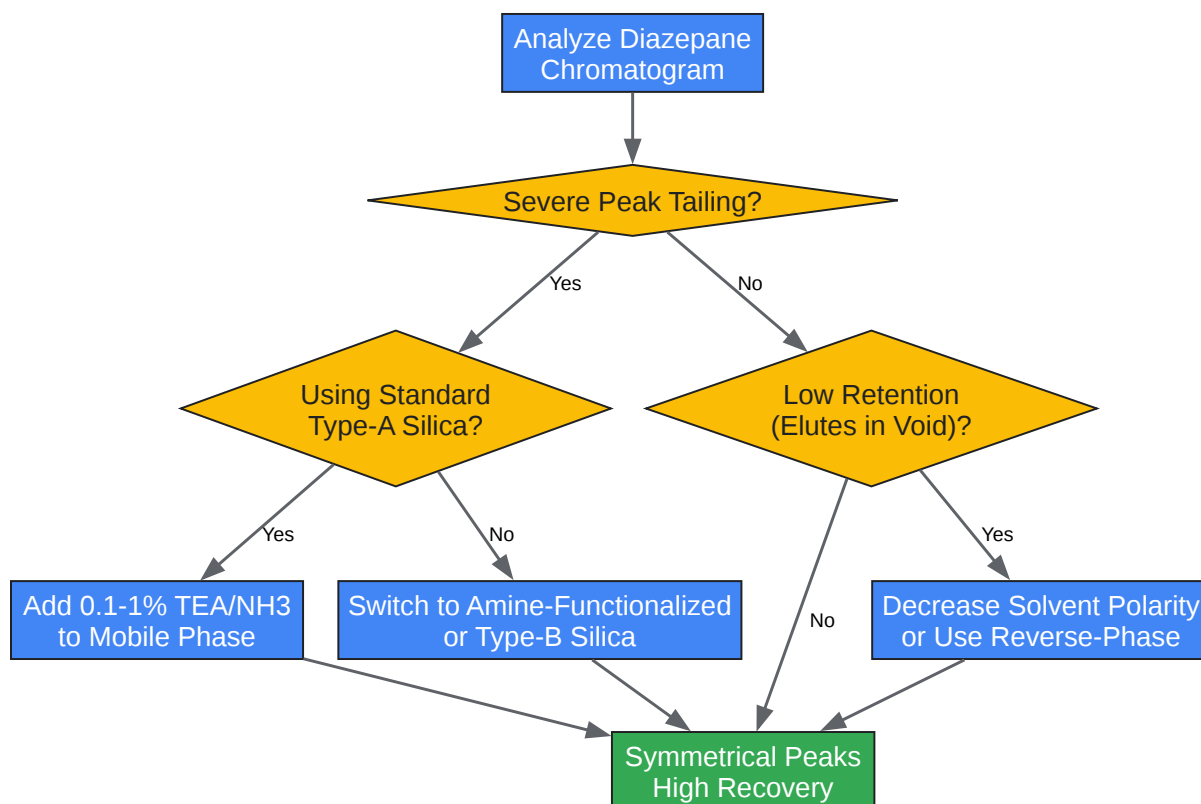 Analyze Diazepane
Chromatogram
Severe Peak Tailing?
Yes
No
Using Standard
Type-A Silica?
Low Retention
(Elutes in Void)?
Yes
No
No
Yes
Add 0.1-1% TEA/NH3
to Mobile Phase
Switch to Amine-Functionalized
or Type-B Silica
Decrease Solvent Polarity
or Use Reverse-Phase
Symmetrical Peaks
High Recovery